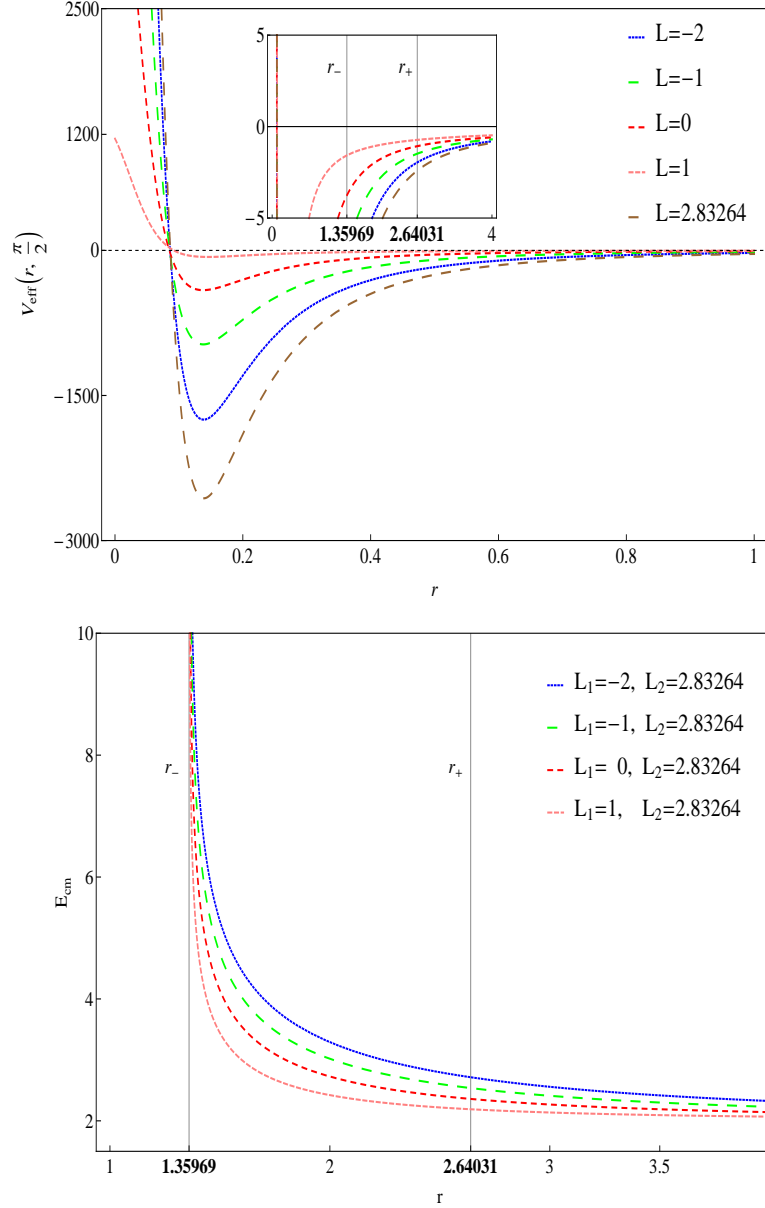 2500
1200
0
−1500
−3000
V_eff(r, π/2)
0
0.2
0.4
0.6
0.8
1
r
L=−2
L=−1
L=0
L=1
L=2.83264
5
0
−5
r_−
r_+
0
1.35969
2.64031
4
10
8
6
4
2
E_cm
r_−
r_+
L_1=−2, L_2=2.83264
L_1=−1, L_2=2.83264
L_1= 0, L_2=2.83264
L_1=1, L_2=2.83264
1
1.35969
2
2.64031
3
3.5
r